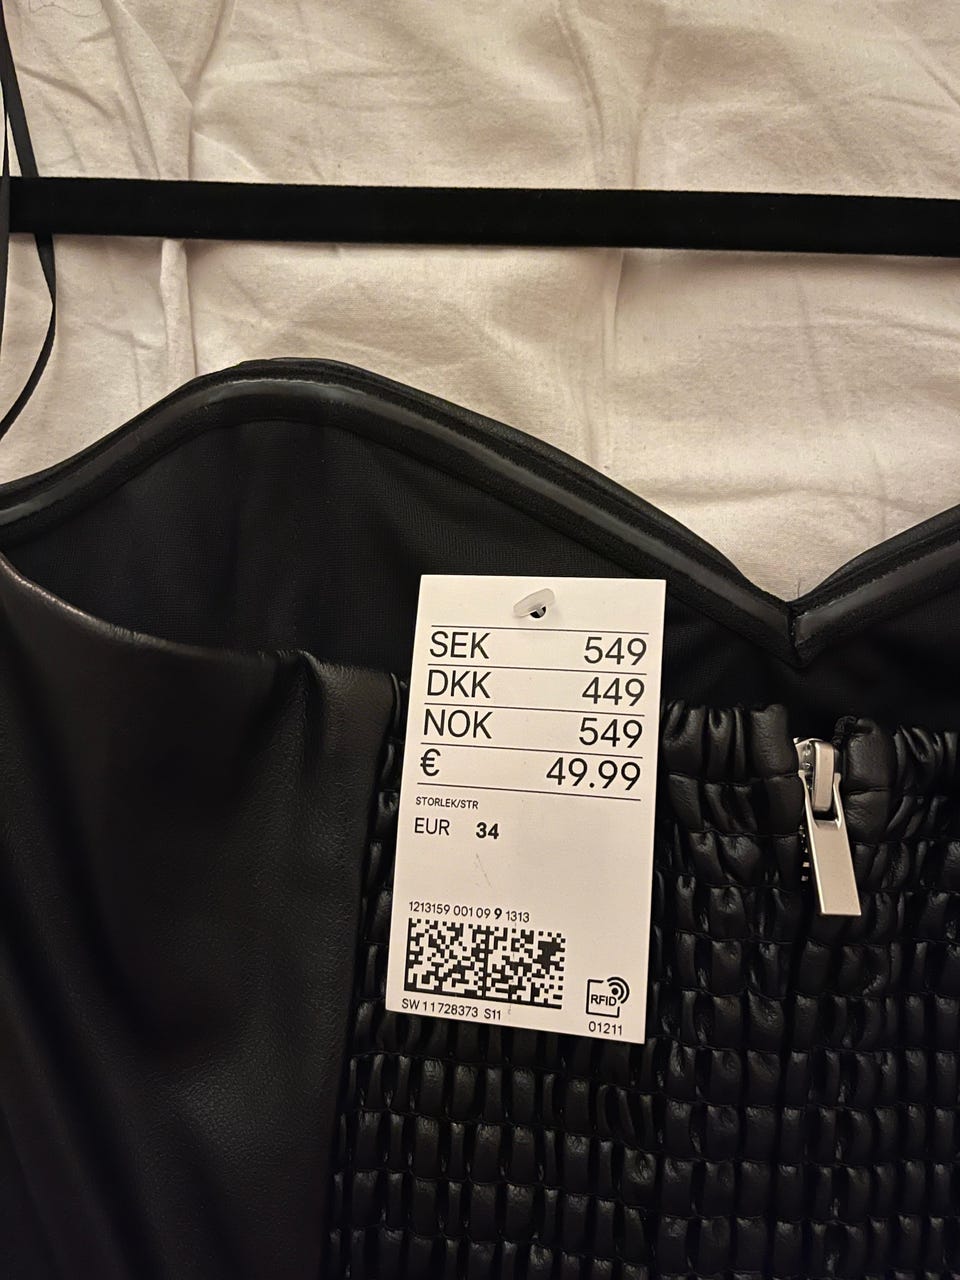 SEK 549
DKK 449
NOK 549
€ 49.99
STORLEK/STR
EUR 34
1213159 001 09 9 1313
SW 11728373 S11
RFID
01211